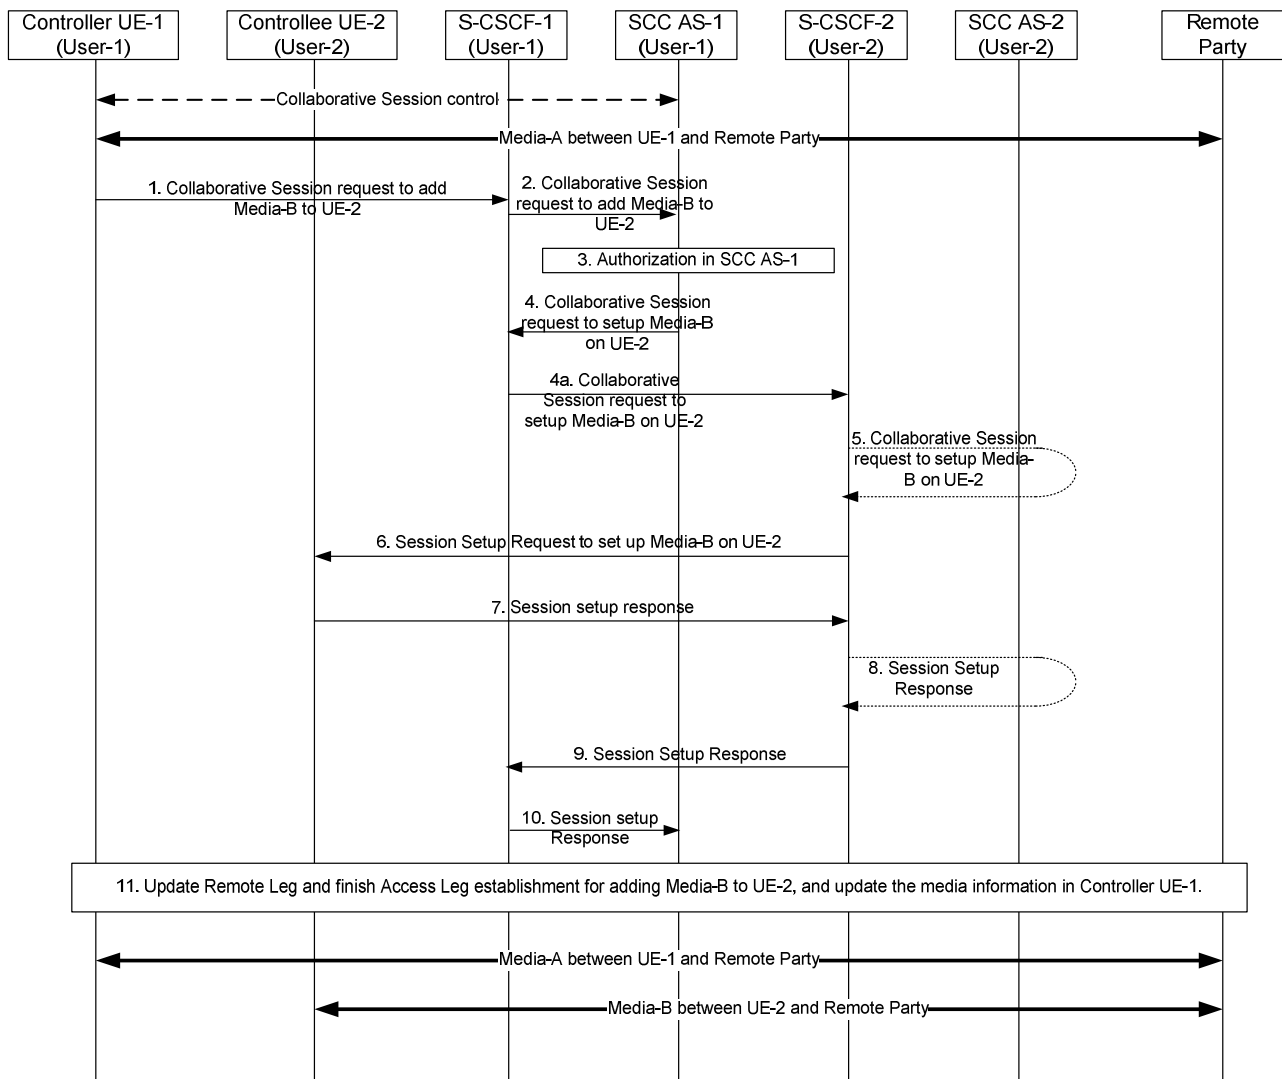 Controller UE-1
(User-1)
Controllee UE-2
(User-2)
S-CSCF-1
(User-1)
SCC AS-1
(User-1)
S-CSCF-2
(User-2)
SCC AS-2
(User-2)
Remote
Party
Collaborative Session control
Media-A between UE-1 and Remote Party
1. Collaborative Session request to add
Media-B to UE-2
2. Collaborative Session
request to add Media-B to
UE-2
3. Authorization in SCC AS-1
4. Collaborative Session
request to setup Media-B
on UE-2
4a. Collaborative
Session request to
setup Media-B on UE-2
5. Collaborative Session
request to setup Media-
B on UE-2
6. Session Setup Request to set up Media-B on UE-2
7. Session setup response
8. Session Setup
Response
9. Session Setup Response
10. Session setup
Response
11. Update Remote Leg and finish Access Leg establishment for adding Media-B to UE-2, and update the media information in Controller UE-1.
Media-A between UE-1 and Remote Party
Media-B between UE-2 and Remote Party